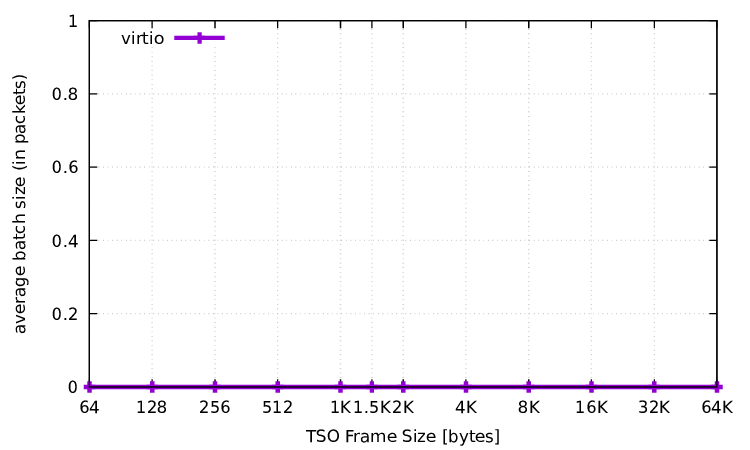 average batch size (in packets)
1
0.8
0.6
0.4
0.2
0
virtio
64 128 256 512 1K 1.5K 2K 4K 8K 16K 32K 64K
TSO Frame Size [bytes]